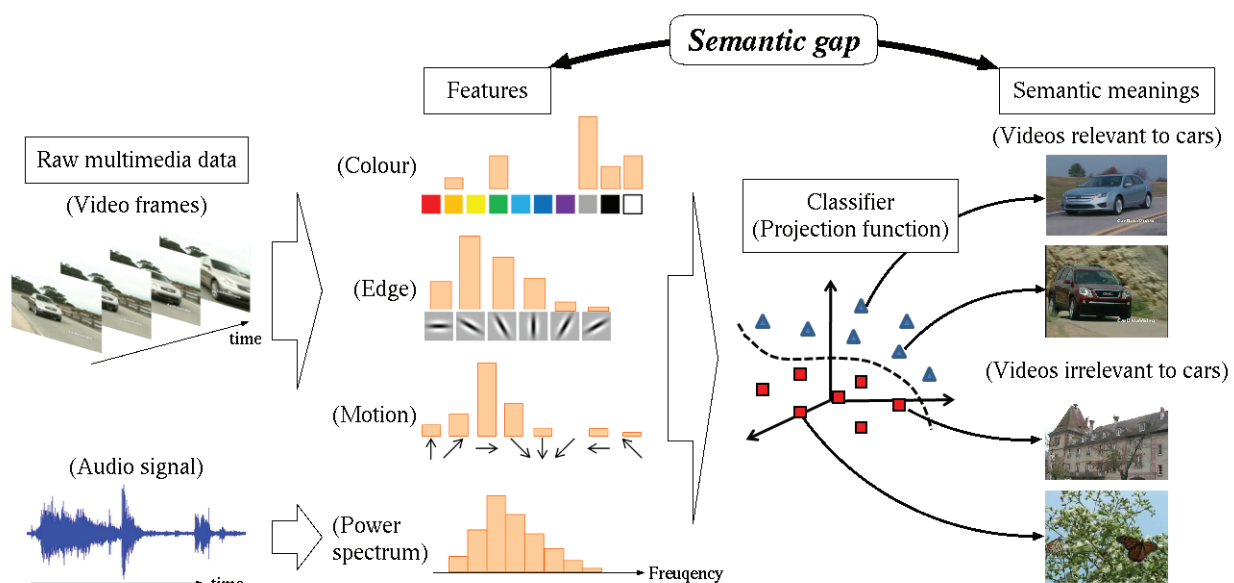 Semantic gap
Features
Semantic meanings
Raw multimedia data
(Video frames)
time
(Audio signal)
time
(Colour)
(Edge)
(Motion)
(Power
spectrum)
Freuqency
Classifier
(Projection function)
(Videos relevant to cars)
(Videos irrelevant to cars)